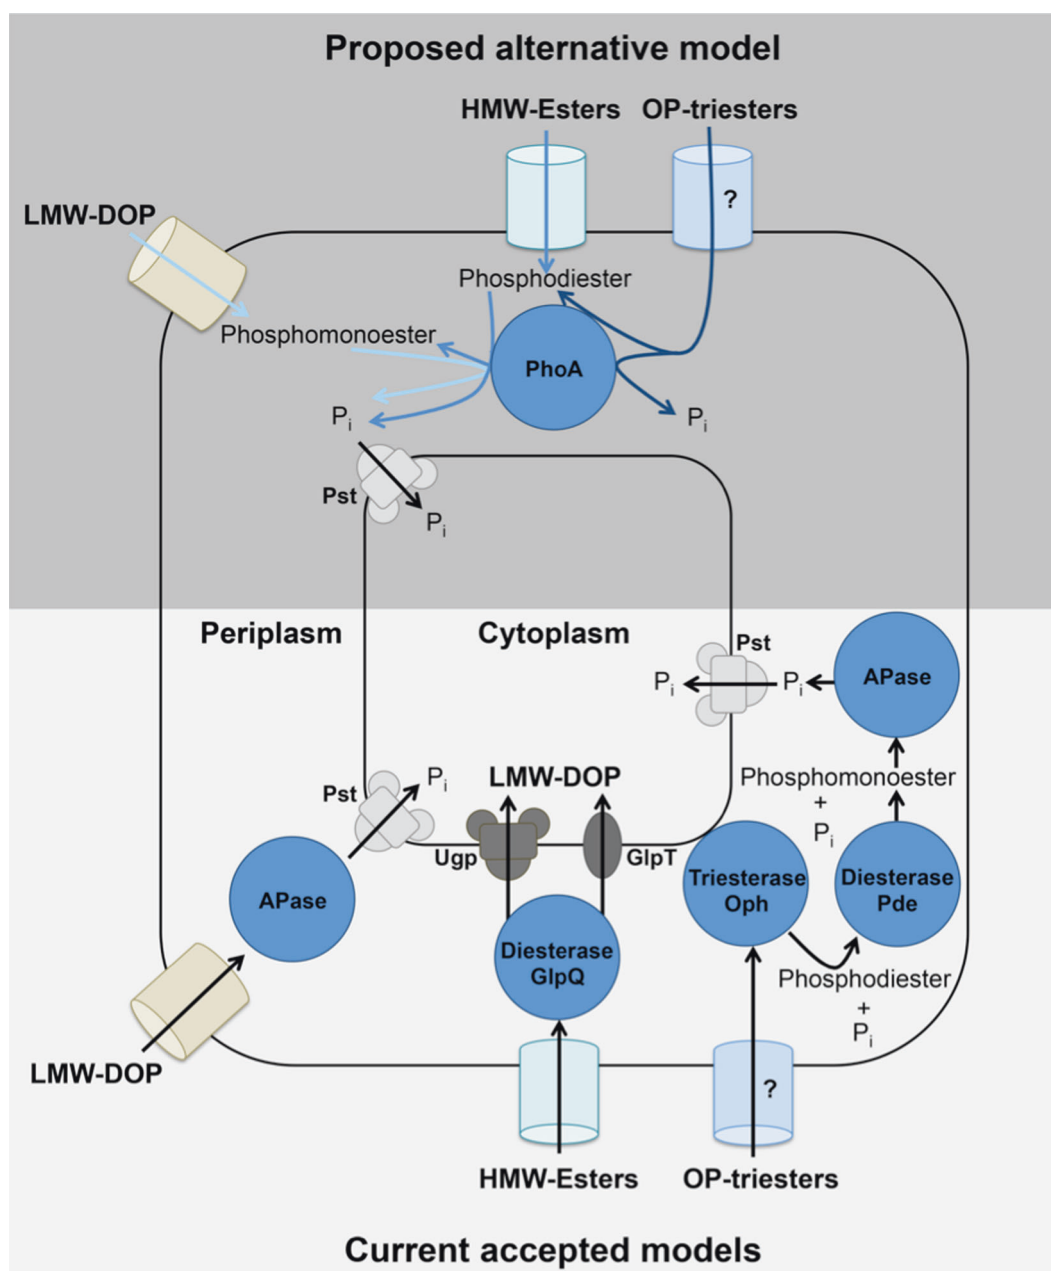 Proposed alternative model
HMW-Esters OP-triesters
?
LMW-DOP
Phosphodiester
Phosphomonoester
PhoA
Pi
Pi
Pst
Pi
Periplasm
Cytoplasm
Pst
Pi
Pi
APase
Pst
Pi
LMW-DOP
Phosphomonoester
+
Pi
Ugp
GlpT
APase
Triesterase
Oph
Diesterase
Pde
Diesterase
GlpQ
Phosphodiester
+
Pi
LMW-DOP
?
HMW-Esters
OP-triesters
Current accepted models